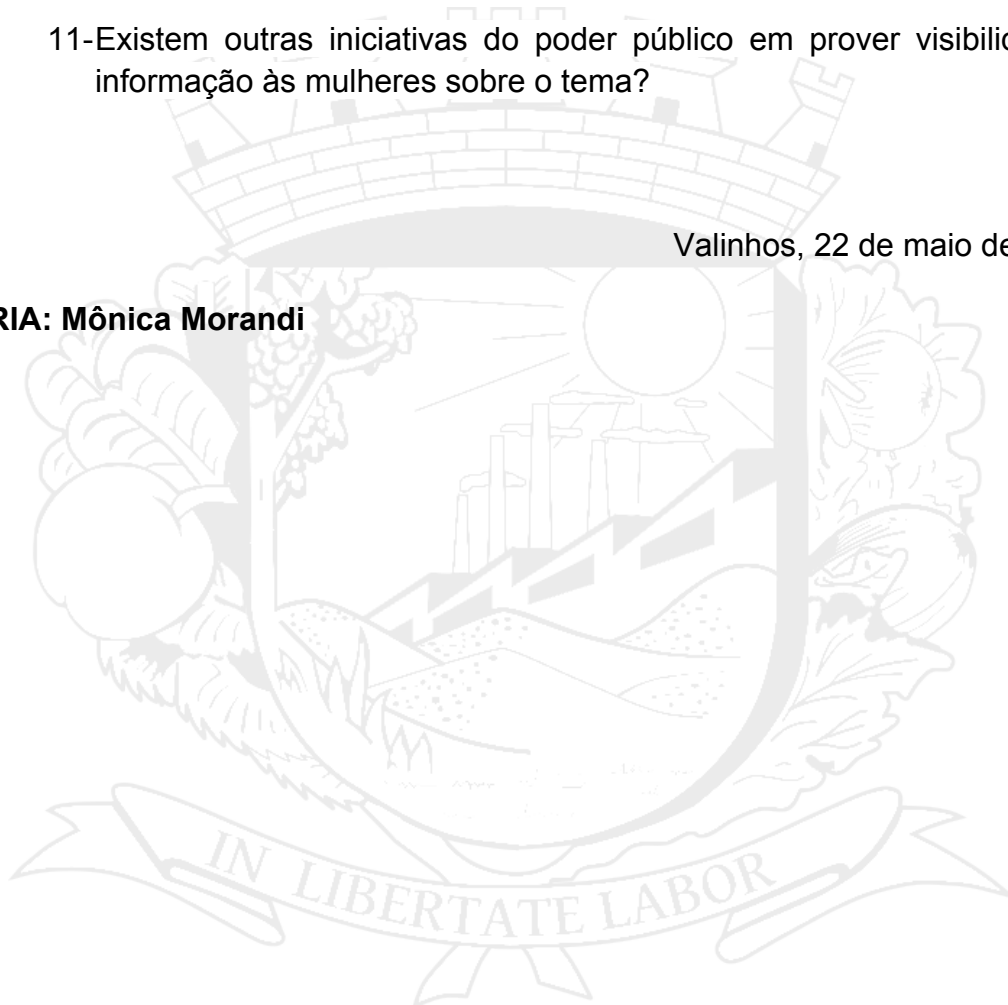 11-Existem outras iniciativas do poder público em prover
informação às mulheres sobre o tema?
Valinhos, 22 de maio de
RIA: Mônica Morandi
IN LIBERTATE LABOR